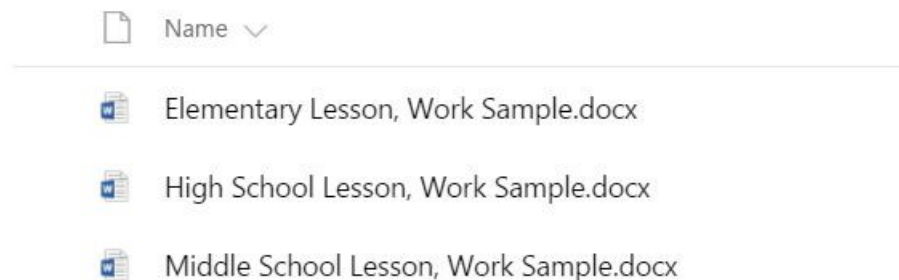 Name
Elementary Lesson, Work Sample.docx
High School Lesson, Work Sample.docx
Middle School Lesson, Work Sample.docx